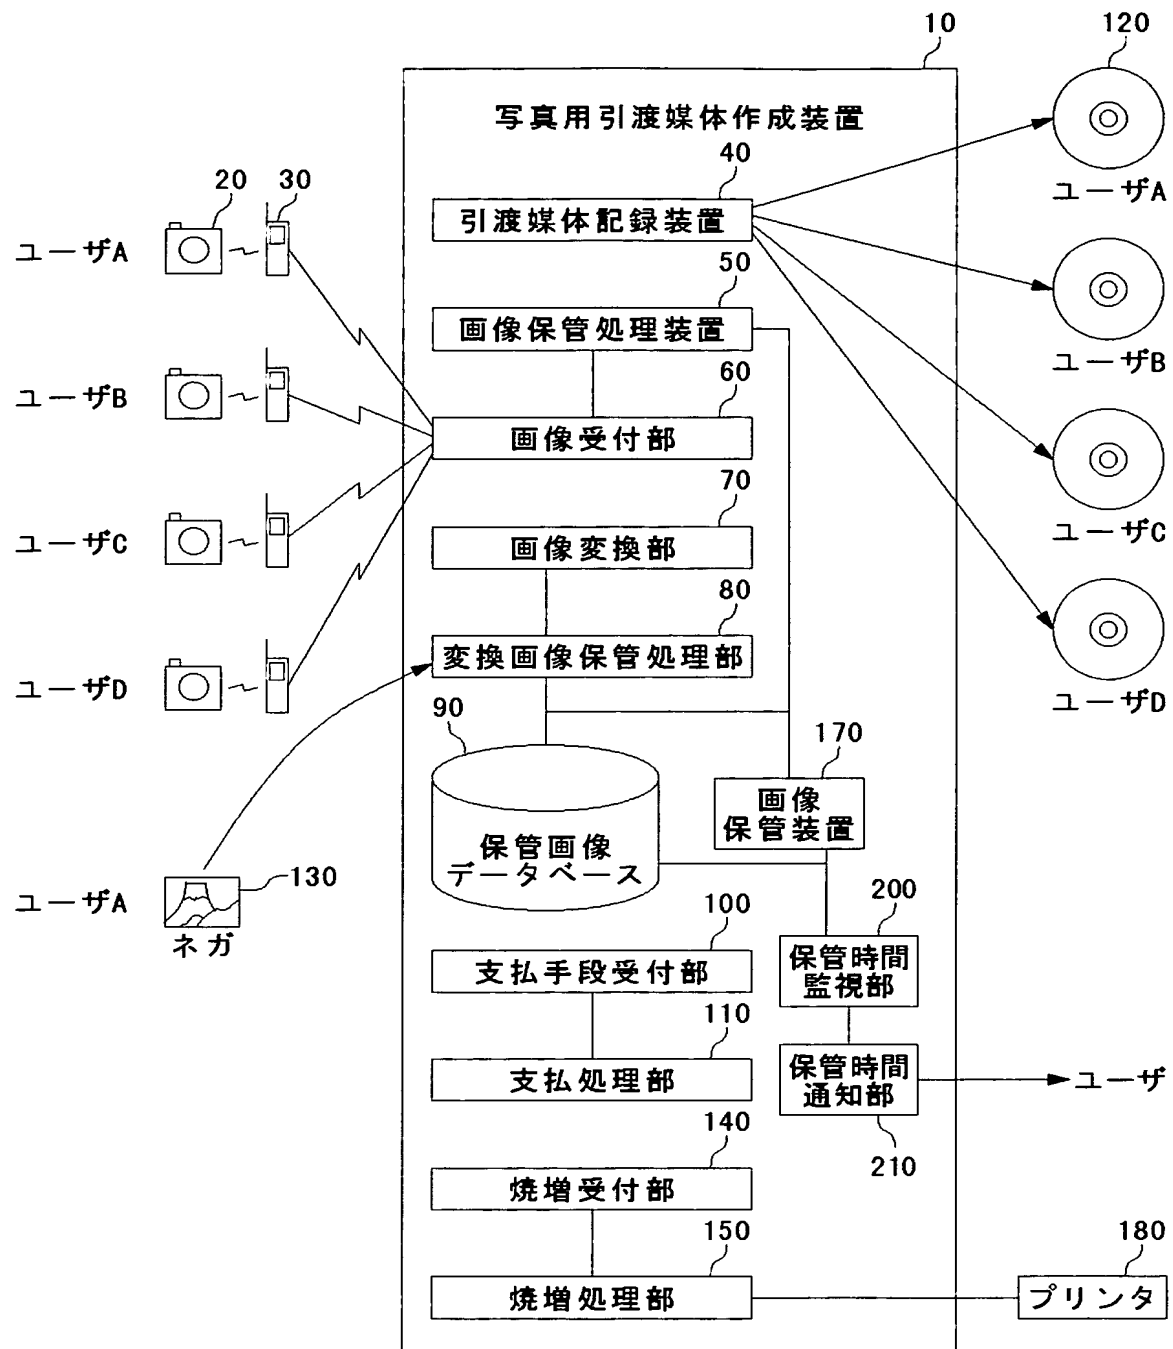 10
120
写真用引渡媒体作成装置
40
引渡媒体記録装置
ユーザA
20
30
ユーザA
50
画像保管処理装置
ユーザB
60
画像受付部
ユーザB
70
画像変換部
ユーザC
ユーザC
80
変換画像保管処理部
ユーザD
ユーザD
90
保管画像
データベース
170
画像
保管装置
ユーザA
130
ネガ
100
支払手段受付部
200
保管時間
監視部
110
支払処理部
保管時間
通知部
ユーザ
210
140
焼増受付部
150
焼増処理部
180
プリンタ